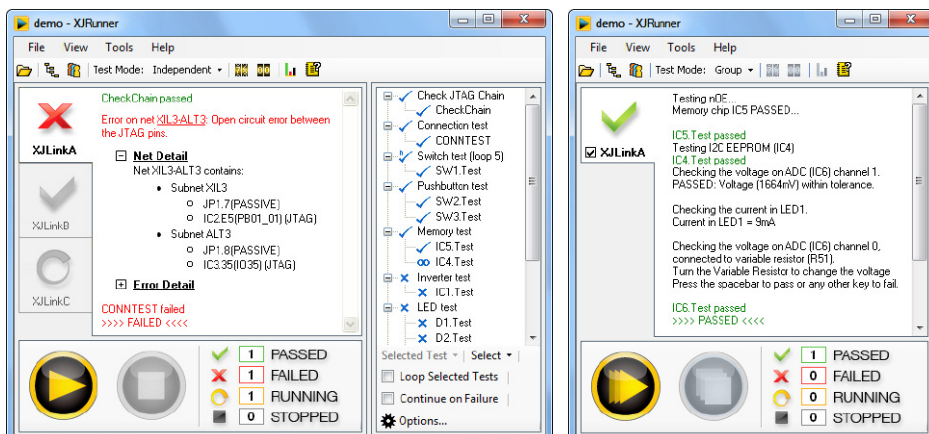 demo - XJRunner
File View Tools Help
Test Mode: Independent
XJLinkA
XJLinkB
XJLinkC
CheckChain passed
Error on net XIL3-ALT3: Open circuit error between
the JTAG pins.
Net Detail
Net XIL3-ALT3 contains:
• Subnet XIL3
○ JP1.7(PASSIVE)
○ IC2.E5(PB01_01) (JTAG)
• Subnet ALT3
○ JP1.8(PASSIVE)
○ IC3.35(IO35) (JTAG)
Error Detail
CONNTEST failed
>>>> FAILED <<<<
1 PASSED
1 FAILED
1 RUNNING
0 STOPPED
Check JTAG Chain
CheckChain
Connection test
CONNTEST
Switch test (loop 5)
SW1.Test
Pushbutton test
SW2.Test
SW3.Test
Memory test
IC5.Test
IC4.Test
Inverter test
IC1.Test
LED test
D1.Test
D2.Test
Selected Test Select
Loop Selected Tests
Continue on Failure
Options...
demo - XJRunner
File View Tools Help
Test Mode: Group
XJLinkA
Testing nOE...
Memory chip IC5 PASSED...
IC5.Test passed
Testing I2C EEPROM (IC4)
IC4.Test passed
Checking the voltage on ADC (IC6) channel 1.
PASSED: Voltage (1664mV) within tolerance.
Checking the current in LED1.
Current in LED1 = 9mA
Checking the voltage on ADC (IC6) channel 0,
connected to variable resistor (R51).
Turn the Variable Resistor to change the voltage
Press the spacebar to pass or any other key to fail.
IC6.Test passed
>>>> PASSED <<<<
1 PASSED
0 FAILED
0 RUNNING
0 STOPPED